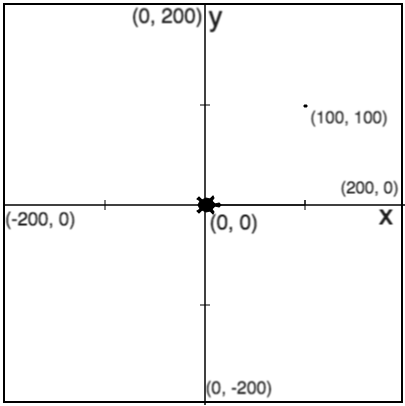 (0, 200) y
(100, 100)
(200, 0)
(-200, 0)
x
(0, 0)
(0, -200)